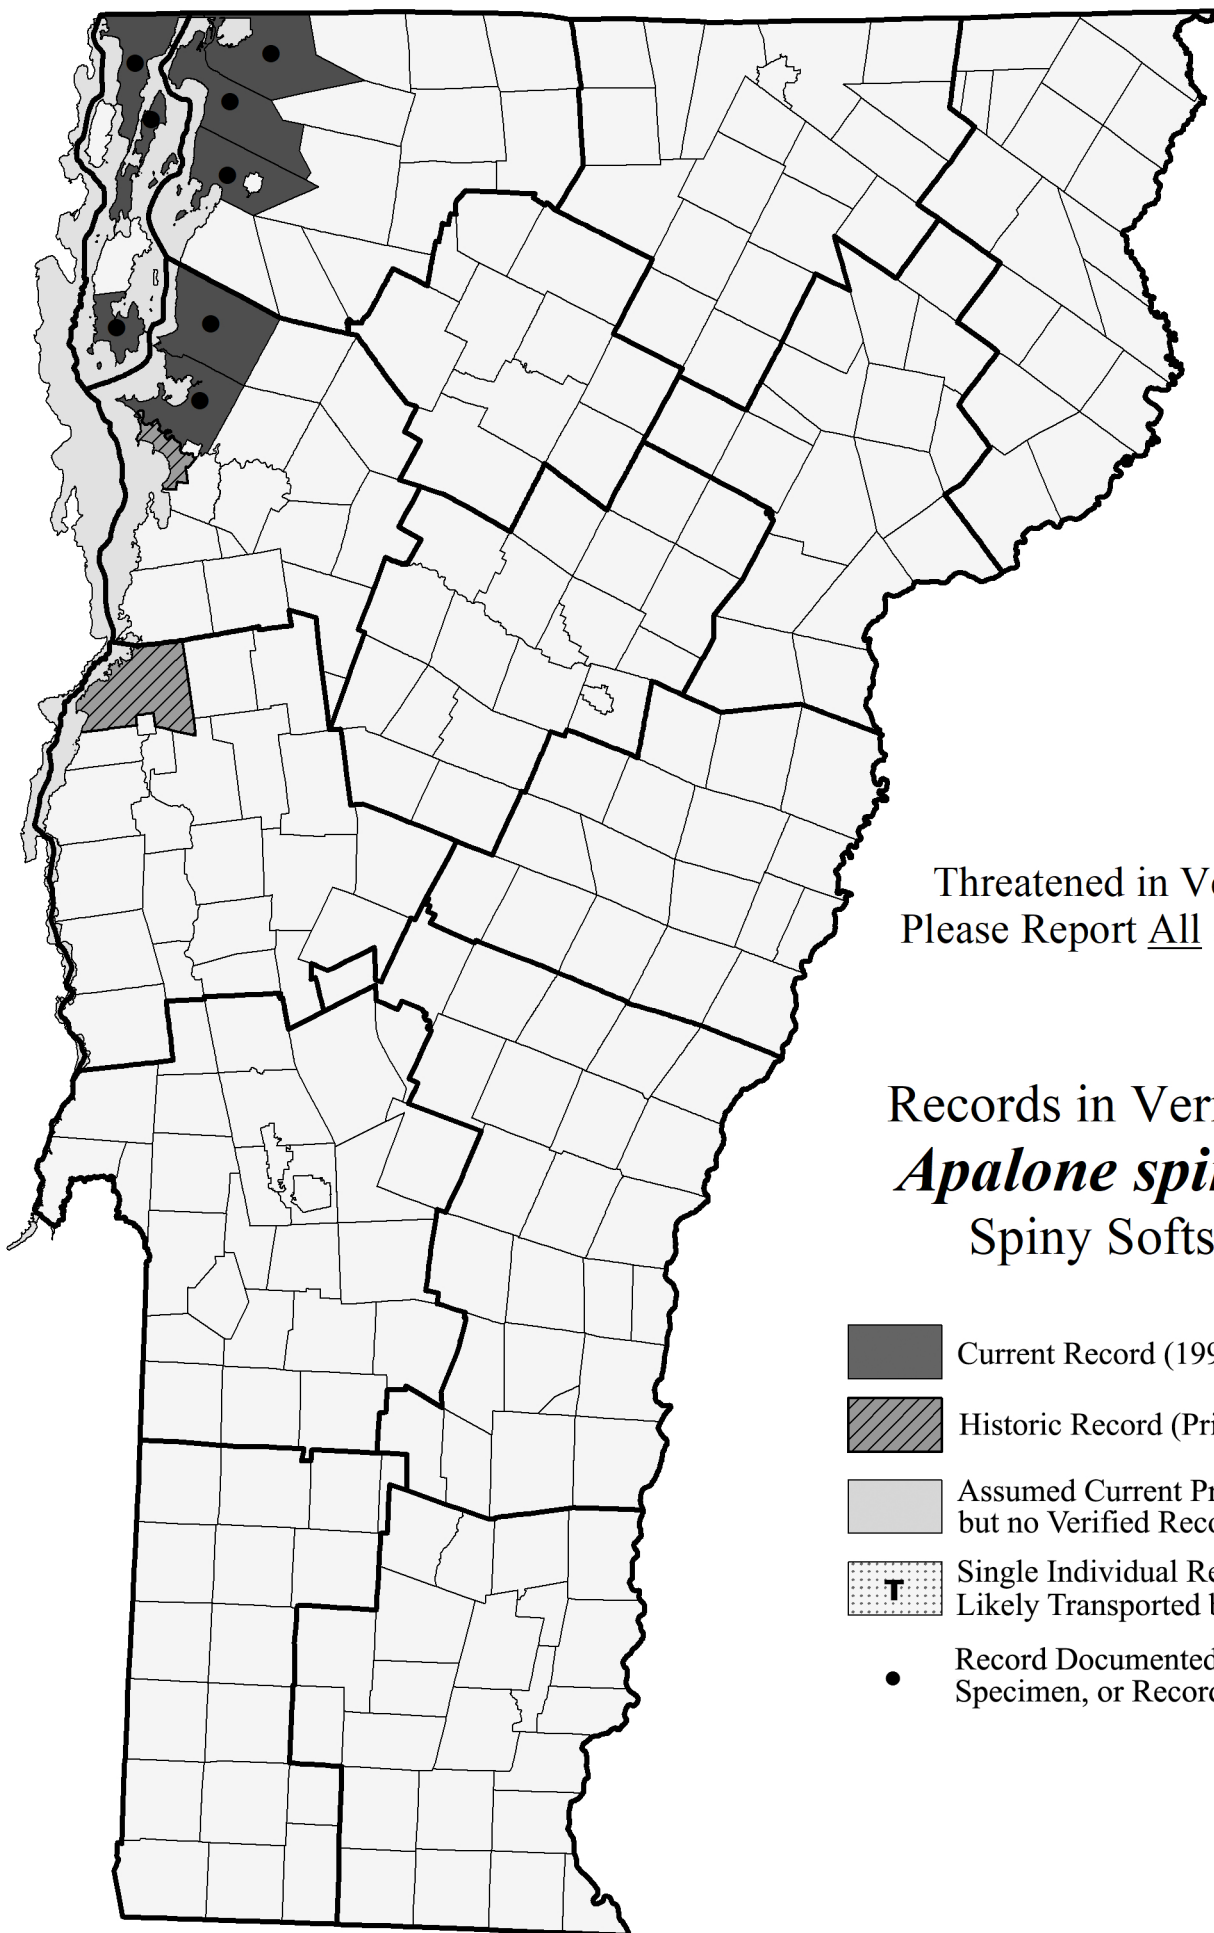 Threatened in Ve
Please Report All
Records in Ver
Apalone spi
Spiny Softs
Current Record (199
Historic Record (Pri
Assumed Current Pr
but no Verified Reco
T
Single Individual Re
Likely Transported b
Record Documented
Specimen, or Record